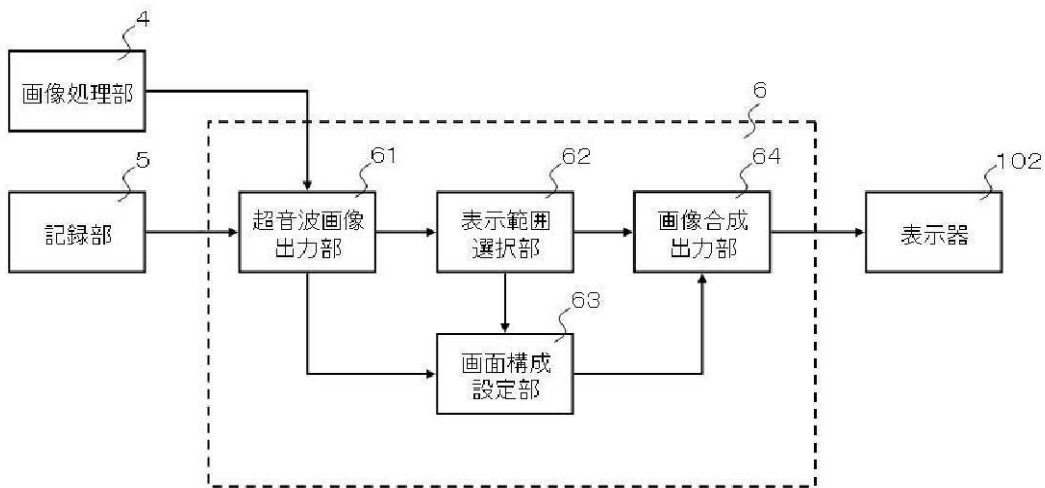 4
画像処理部
6
5
記録部
61
超音波画像
出力部
62
表示範囲
選択部
64
画像合成
出力部
102
表示器
63
画面構成
設定部